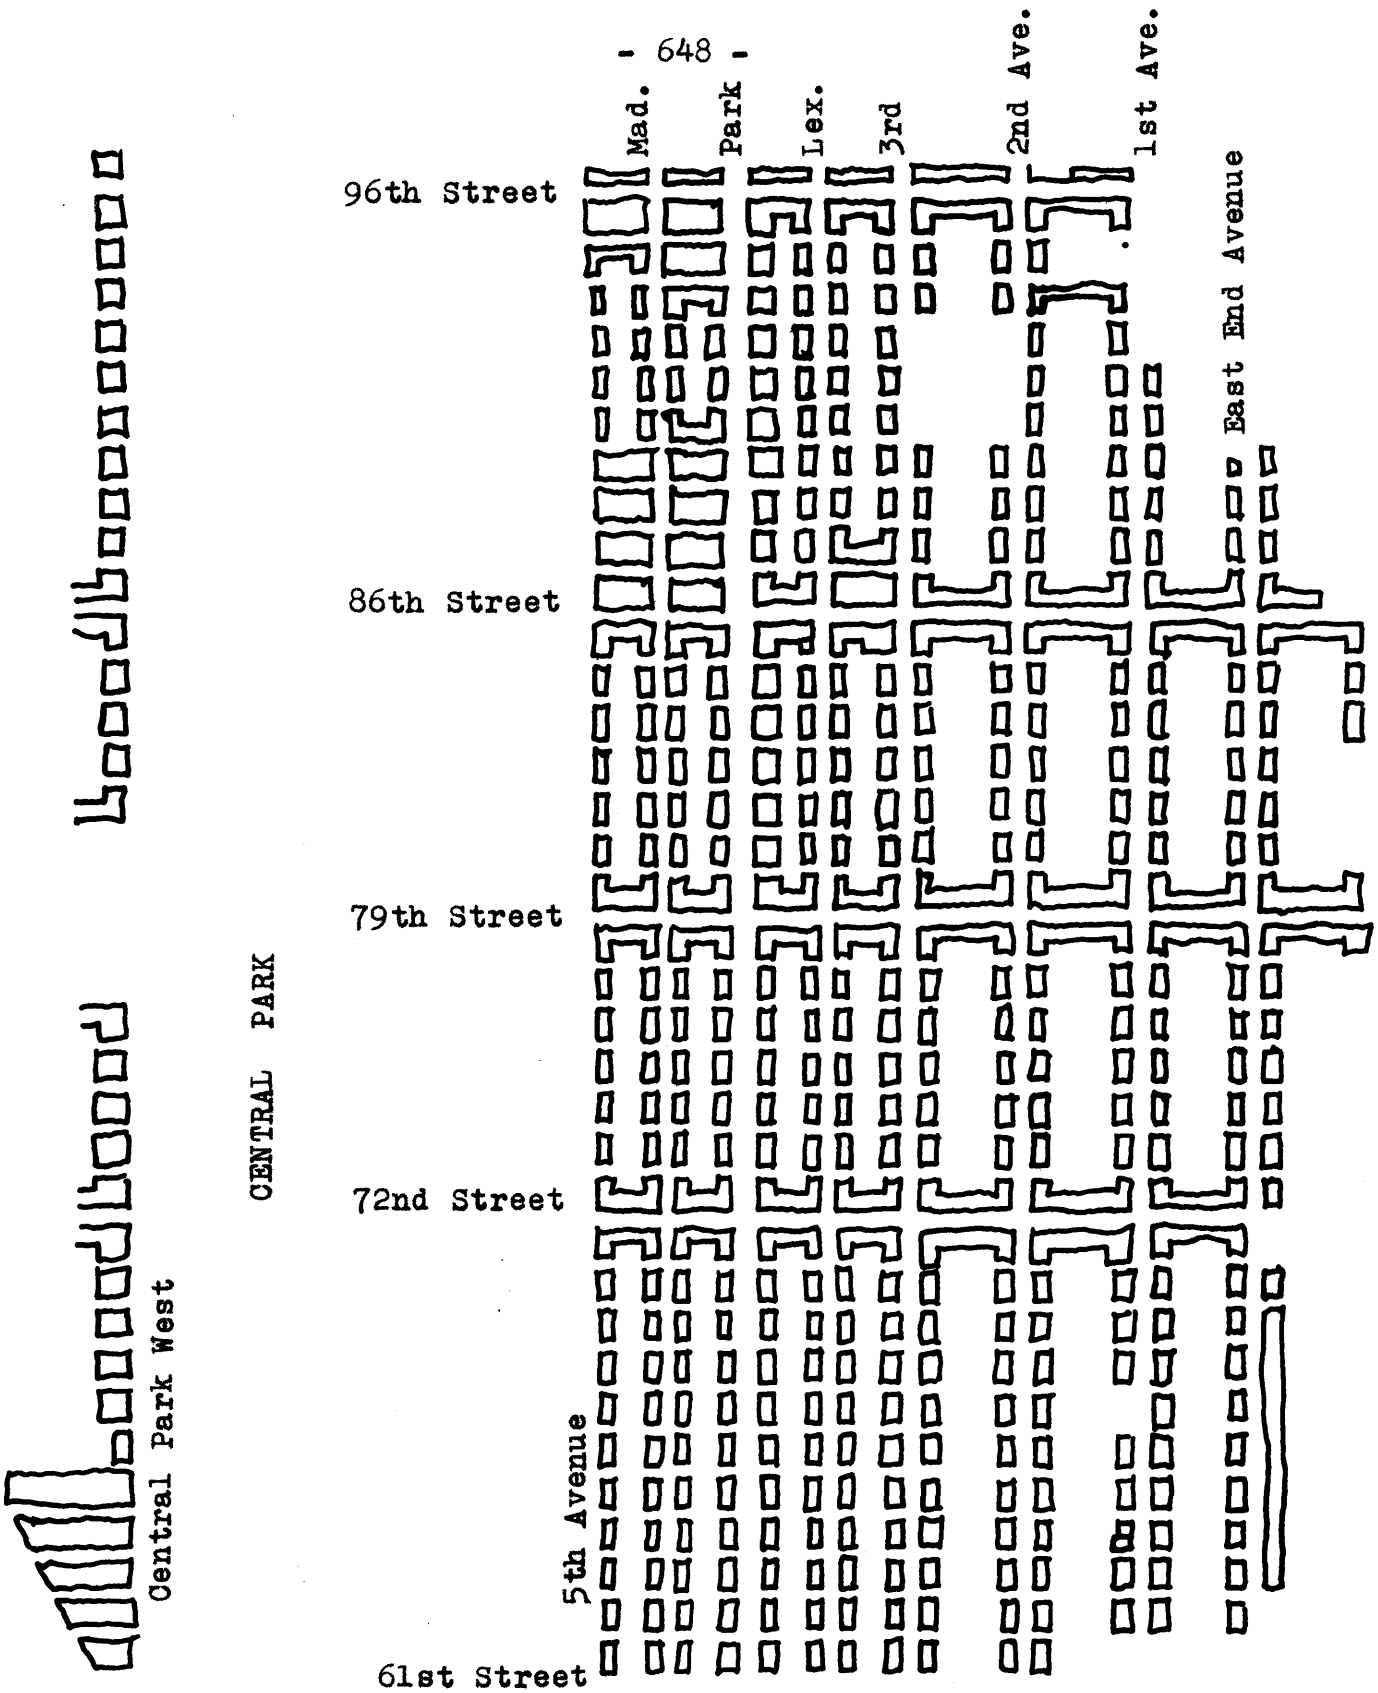 - 648 -
Mad.
Park
Lex.
3rd
2nd Ave.
1st Ave.
96th Street
East End Avenue
86th Street
79th Street
CENTRAL PARK
72nd Street
Central Park West
5th Avenue
61st Street